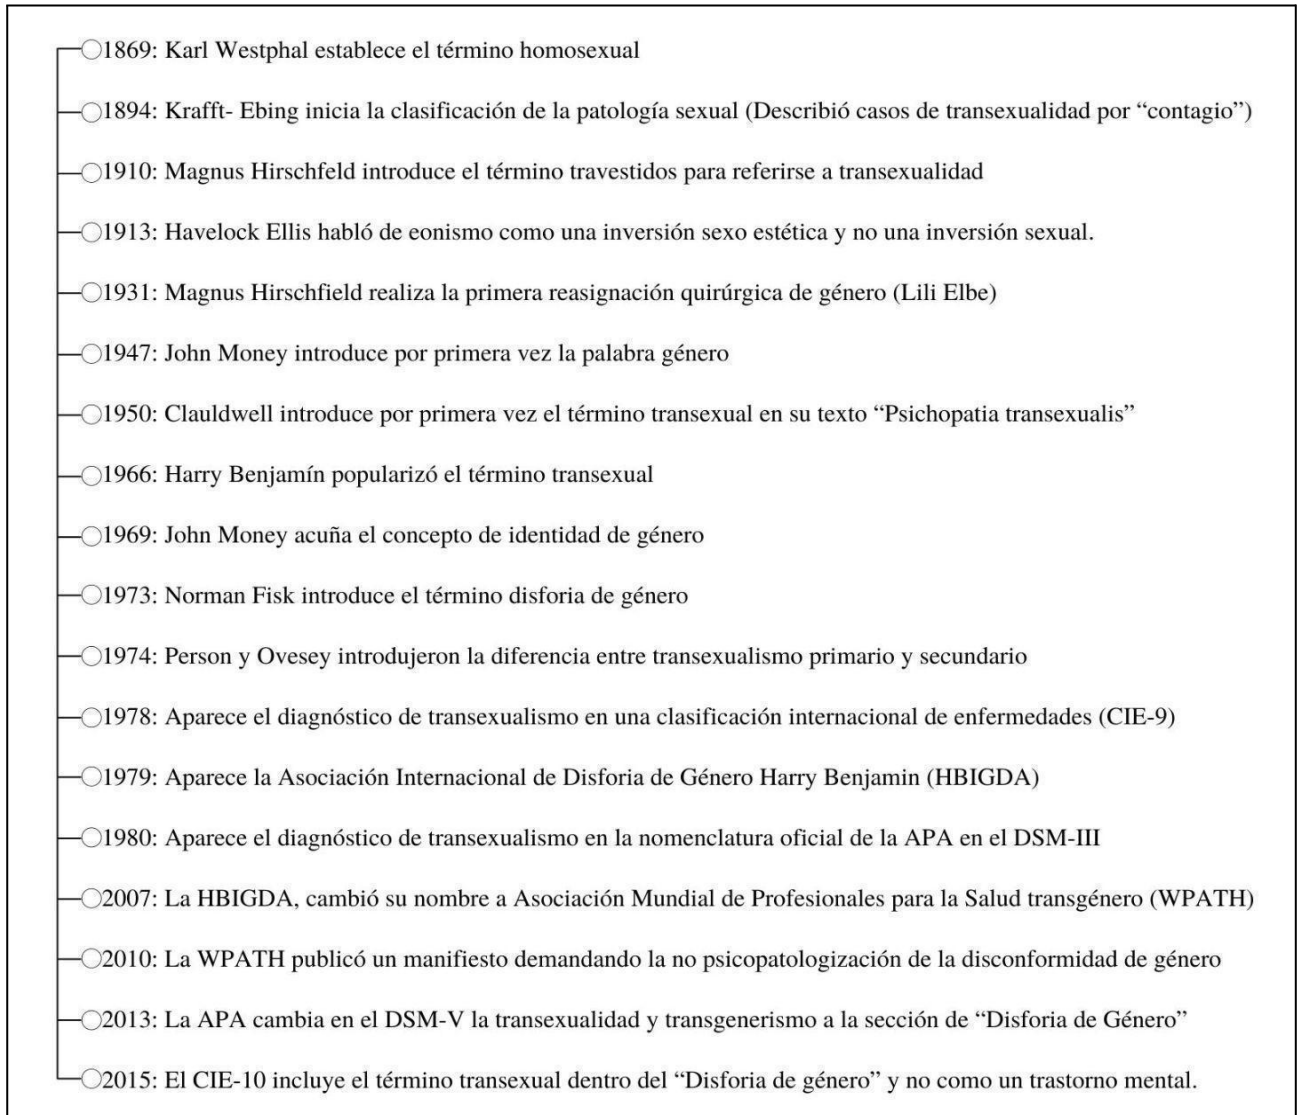 1869: Karl Westphal establece el término homosexual
1894: Krafft- Ebing inicia la clasificación de la patología sexual (Describió casos de transexualidad por “contagio”)
1910: Magnus Hirschfeld introduce el término travestidos para referirse a transexualidad
1913: Havelock Ellis habló de eonismo como una inversión sexo estética y no una inversión sexual.
1931: Magnus Hirschfield realiza la primera reasignación quirúrgica de género (Lili Elbe)
1947: John Money introduce por primera vez la palabra género
1950: Clauldwell introduce por primera vez el término transexual en su texto “Psichopatia transexualis”
1966: Harry Benjamín popularizó el término transexual
1969: John Money acuña el concepto de identidad de género
1973: Norman Fisk introduce el término disforia de género
1974: Person y Ovesey introdujeron la diferencia entre transexualismo primario y secundario
1978: Aparece el diagnóstico de transexualismo en una clasificación internacional de enfermedades (CIE-9)
1979: Aparece la Asociación Internacional de Disforia de Género Harry Benjamin (HBIGDA)
1980: Aparece el diagnóstico de transexualismo en la nomenclatura oficial de la APA en el DSM-III
2007: La HBIGDA, cambió su nombre a Asociación Mundial de Profesionales para la Salud transgénero (WPATH)
2010: La WPATH publicó un manifiesto demandando la no psicopatologización de la disconformidad de género
2013: La APA cambia en el DSM-V la transexualidad y transgenerismo a la sección de “Disforia de Género”
2015: El CIE-10 incluye el término transexual dentro del “Disforia de género” y no como un trastorno mental.